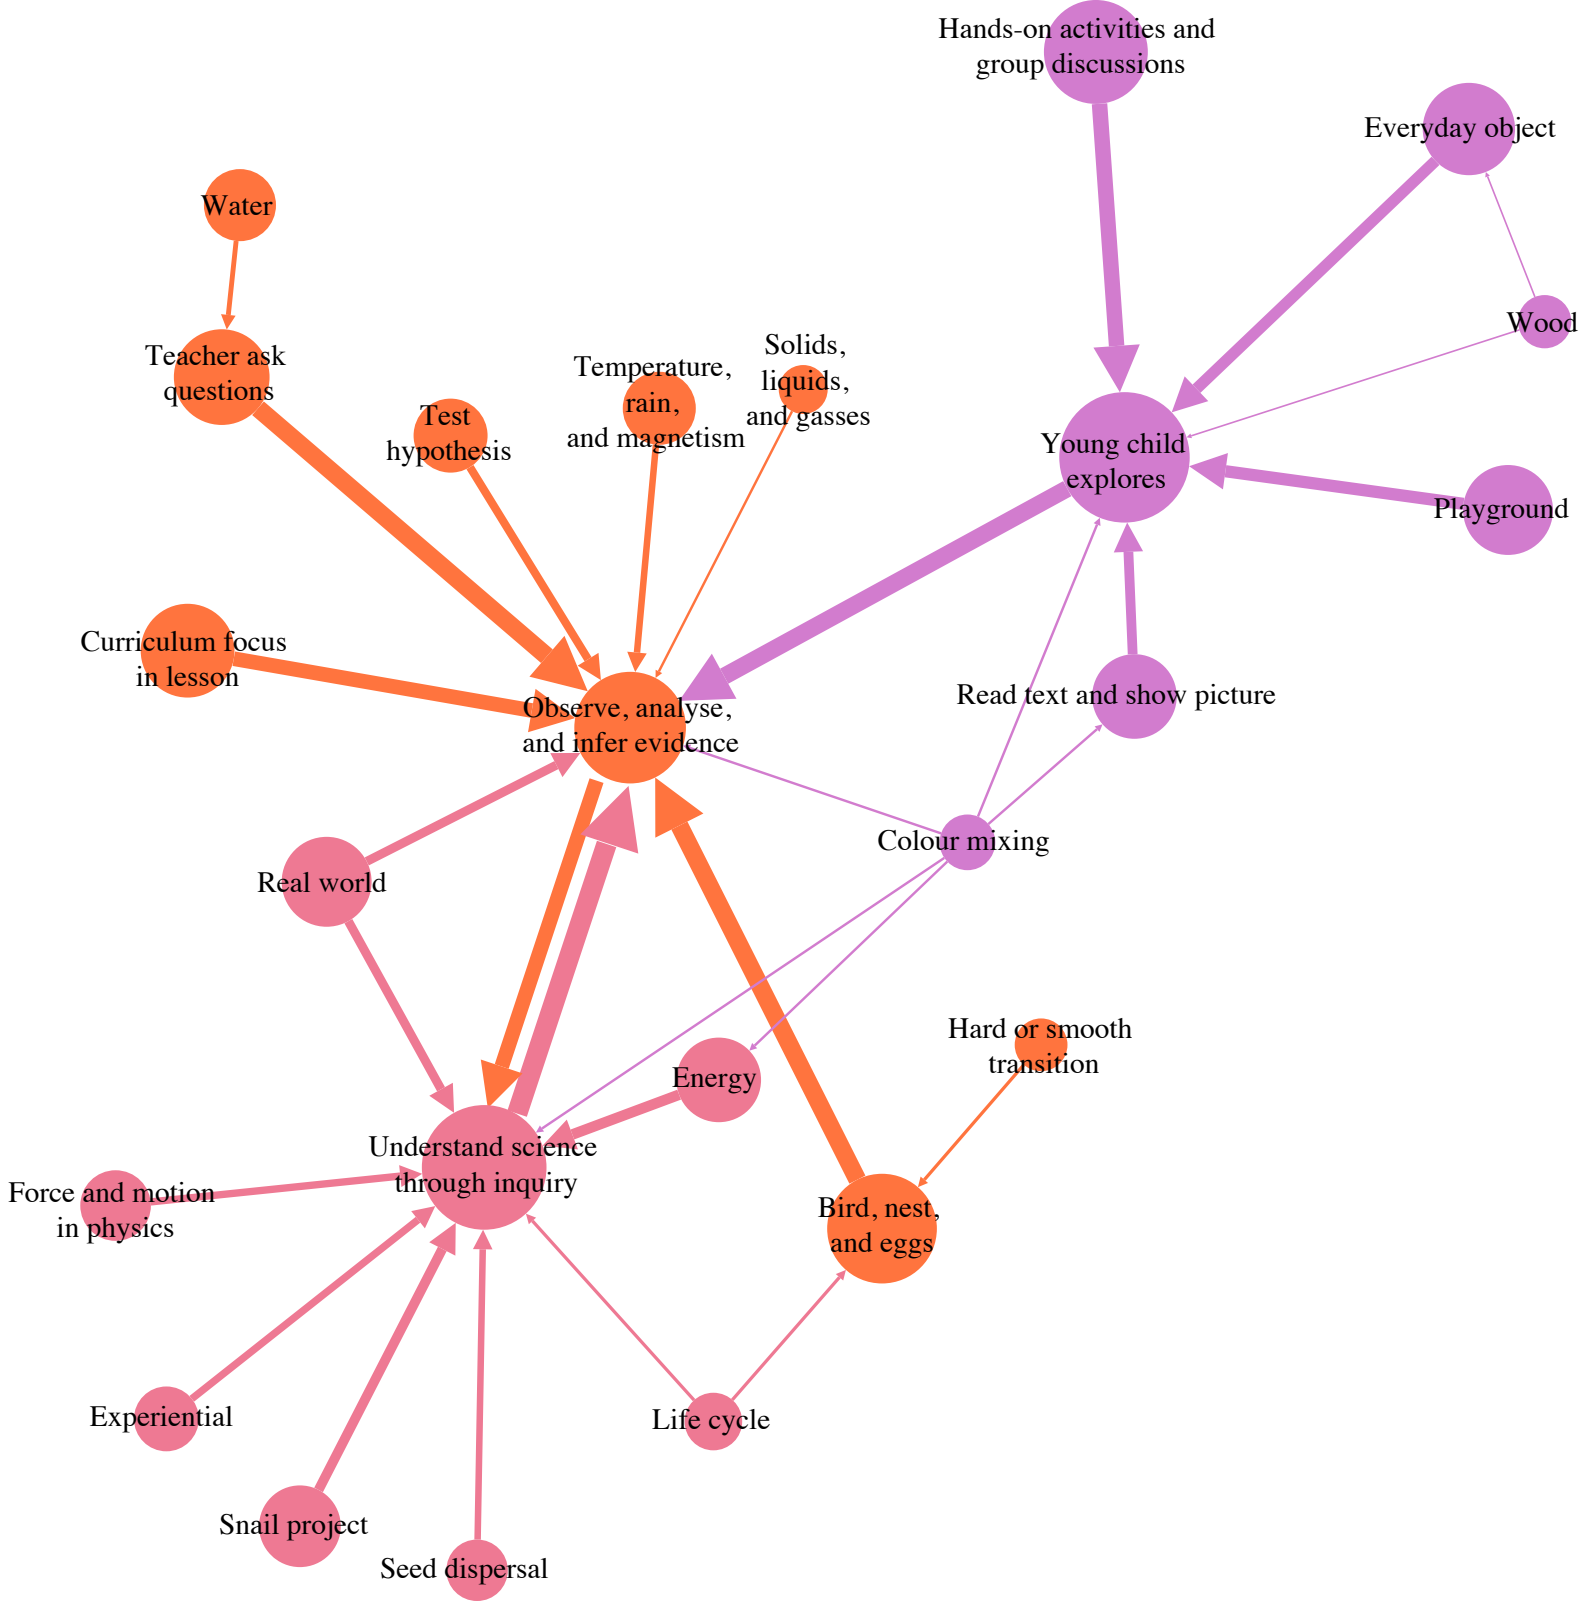 Hands-on activities and
group discussions
Everyday object
Water
Wood
Teacher ask
questions
Test
hypothesis
Temperature,
rain,
and magnetism
Solids,
liquids,
and gasses
Young child
explores
Playground
Curriculum focus
in lesson
Observe, analyse,
and infer evidence
Read text and show picture
Colour mixing
Real world
Energy
Hard or smooth
transition
Understand science
through inquiry
Force and motion
in physics
Bird, nest,
and eggs
Experiential
Life cycle
Snail project
Seed dispersal